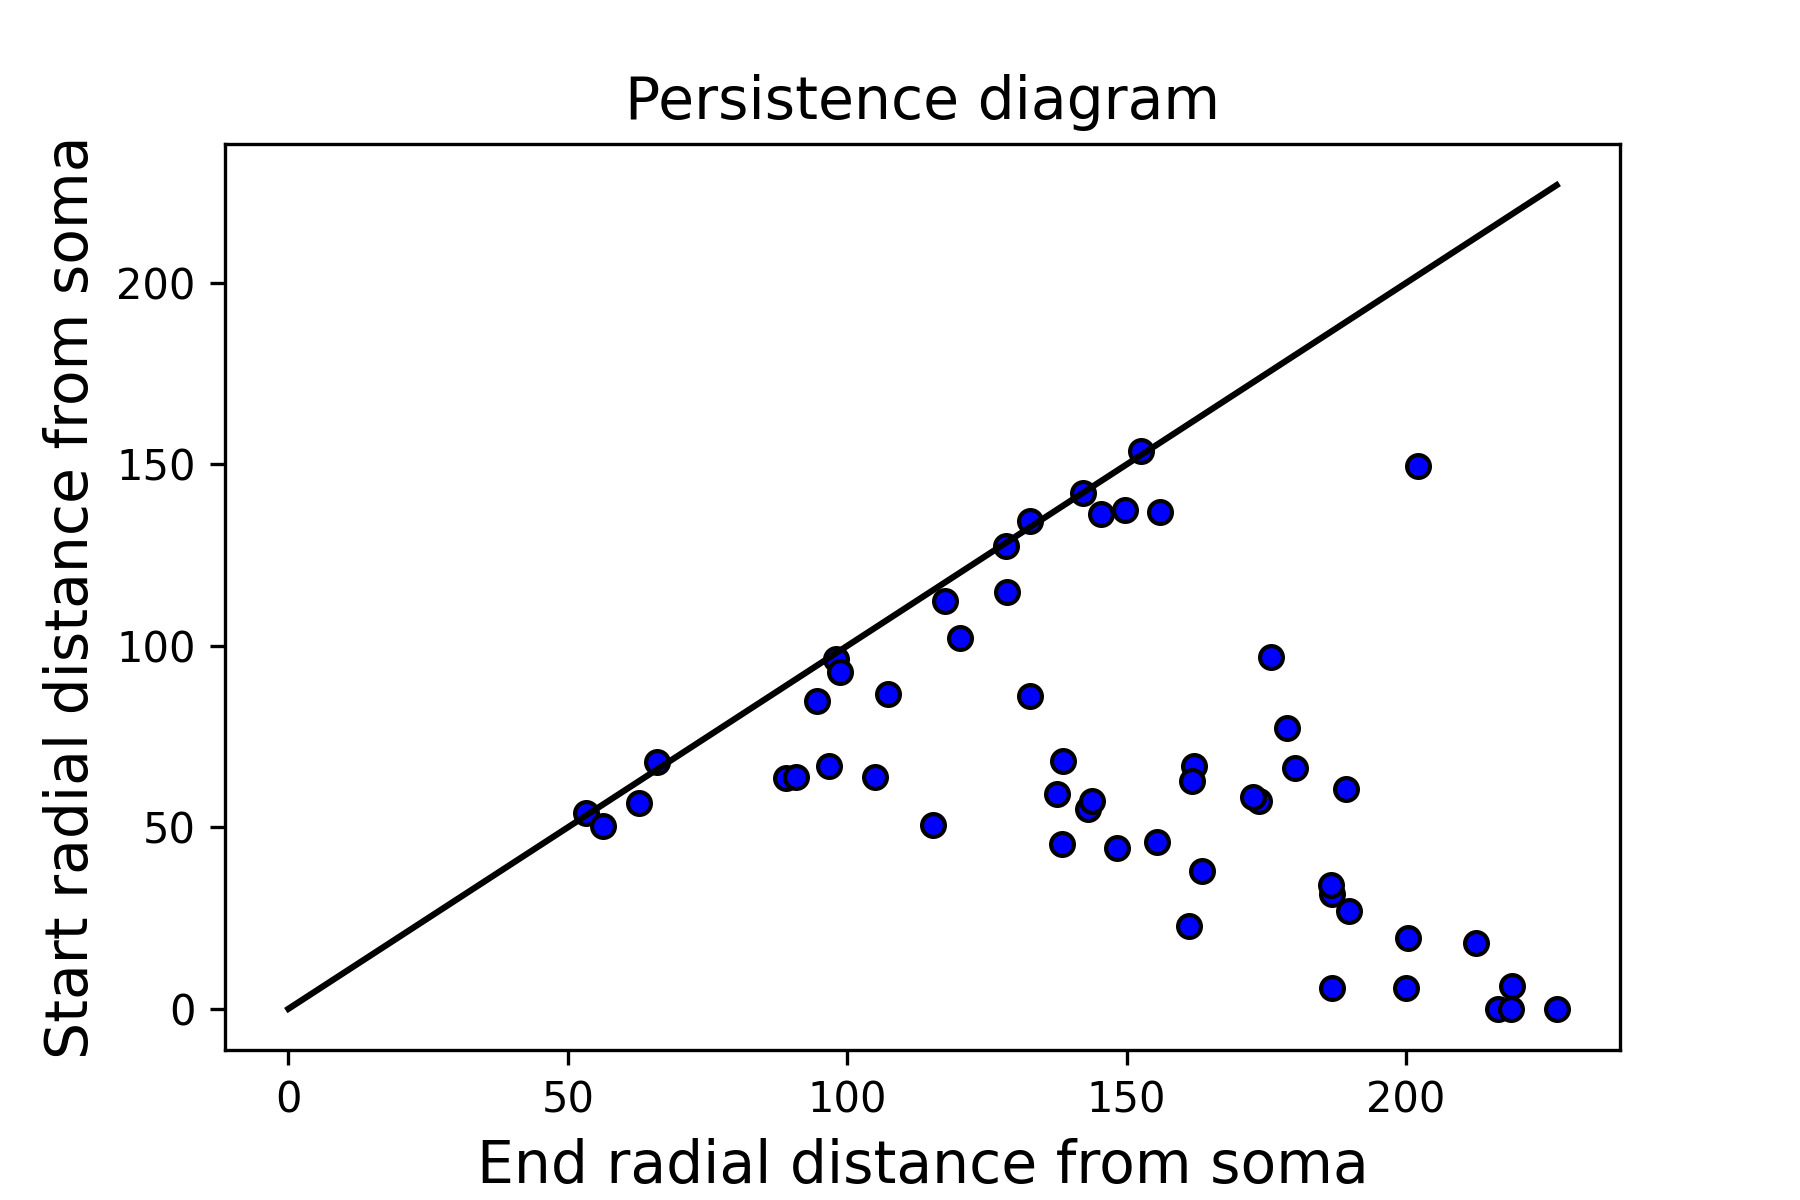 Persistence diagram
Start radial distance from soma
200
150
100
50
0
0 50 100 150 200
End radial distance from soma